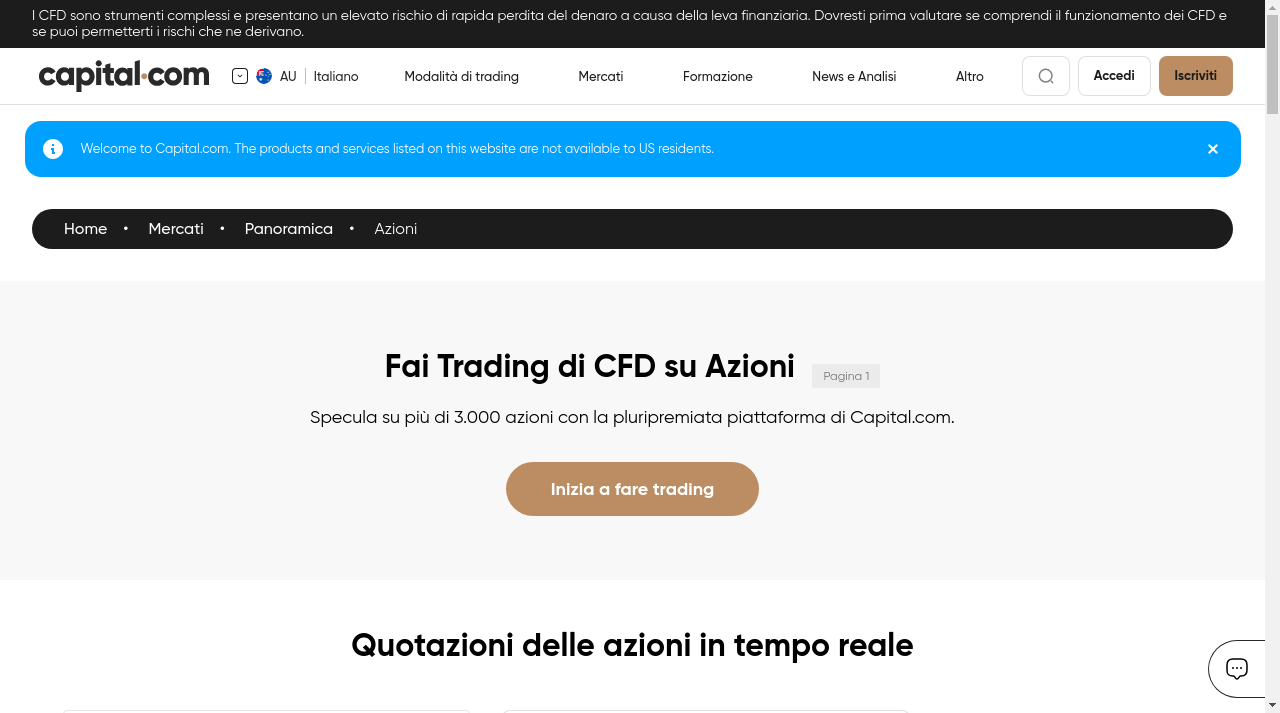 I CFD sono strumenti complessi e presentano un elevato rischio di rapida perdita del denaro a causa della leva finanziaria. Dovresti prima valutare se comprendi il funzionamento dei CFD e
se puoi permetterti i rischi che ne derivano.
capital.com AU Italiano Modalità di trading Mercati Formazione News e Analisi Altro Accedi Iscriviti
Welcome to Capital.com. The products and services listed on this website are not available to US residents.
Home • Mercati • Panoramica • Azioni
Fai Trading di CFD su Azioni Pagina 1
Specula su più di 3.000 azioni con la pluripremiata piattaforma di Capital.com.
Inizia a fare trading
Quotazioni delle azioni in tempo reale